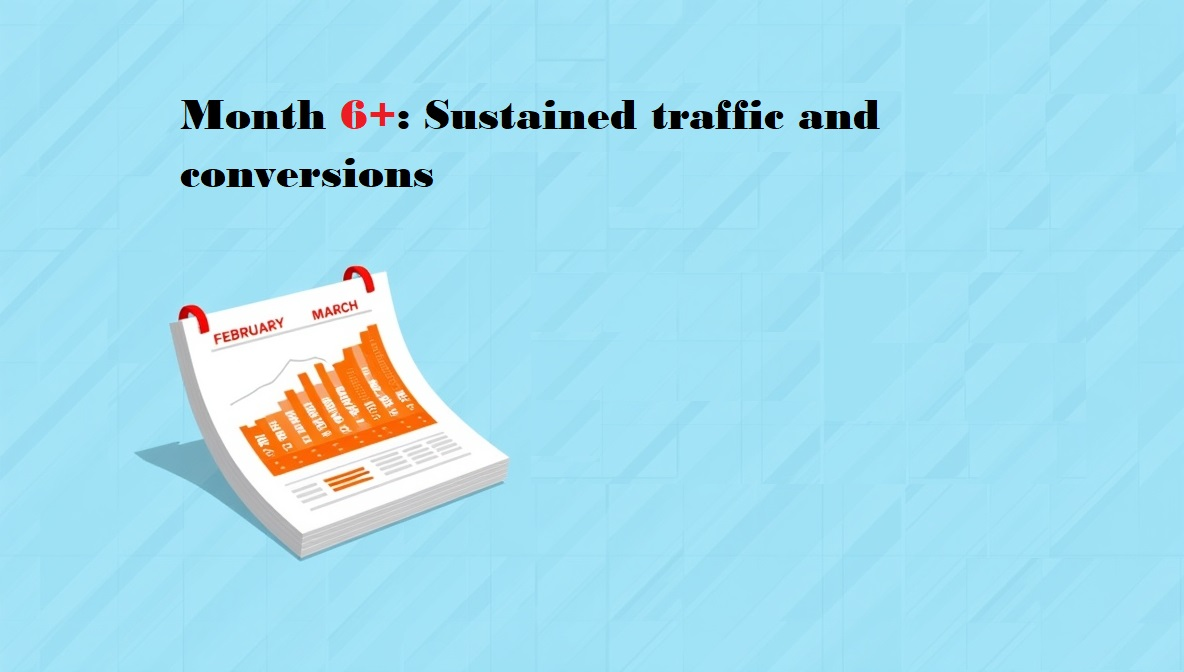 Month 6+: Sustained traffic and
conversions
FEBRUARY MARCH